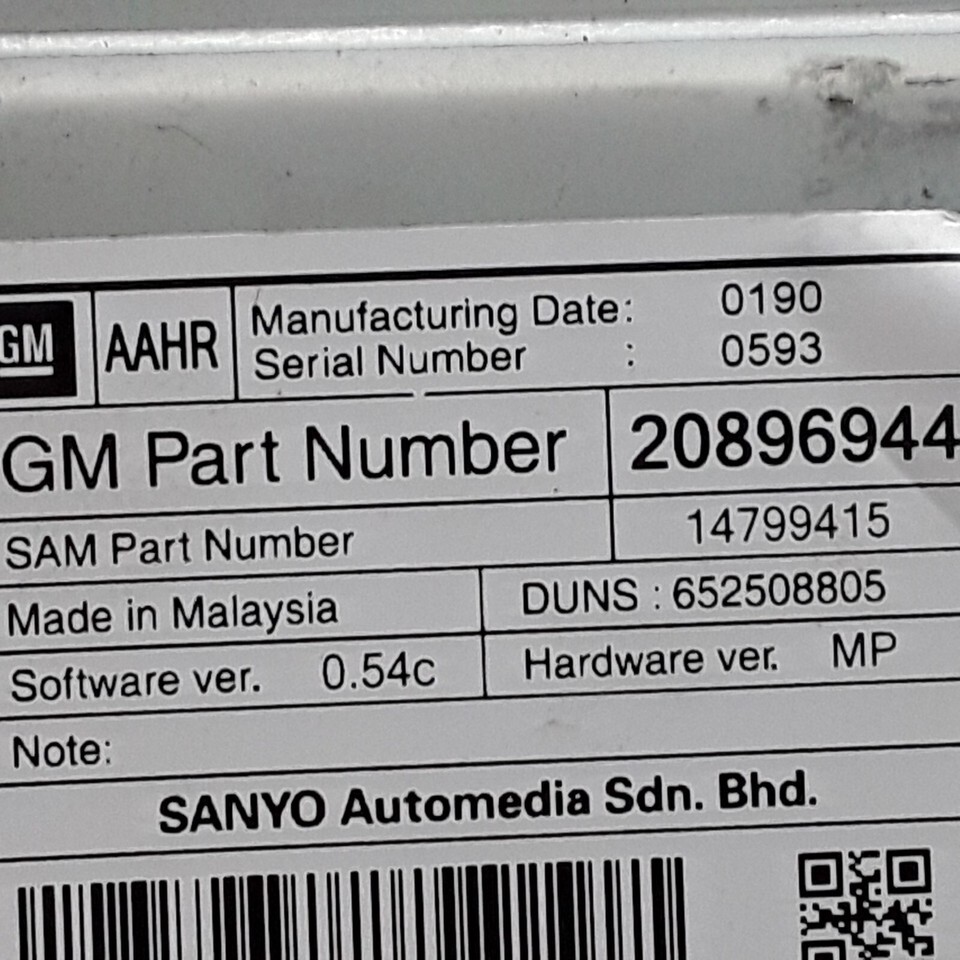 GM AAHR Manufacturing Date: 0190
Serial Number : 0593
GM Part Number 20896944
SAM Part Number 14799415
Made in Malaysia DUNS : 652508805
Software ver. 0.54c Hardware ver. MP
Note:
SANYO Automedia Sdn. Bhd.